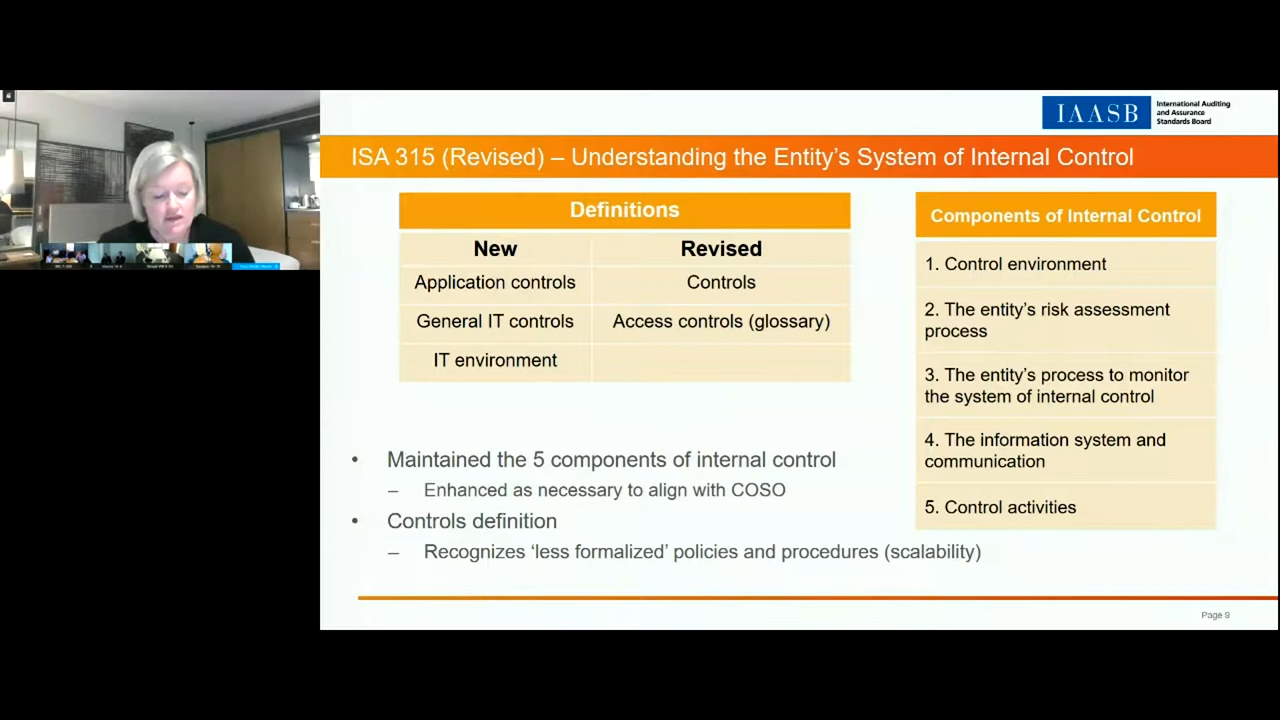 IAASB
International Auditing
and Assurance
Standards Board
ISA 315 (Revised) – Understanding the Entity’s System of Internal Control
Definitions
New
Revised
Application controls
Controls
General IT controls
Access controls (glossary)
IT environment
Components of Internal Control
1. Control environment
2. The entity’s risk assessment
process
3. The entity’s process to monitor
the system of internal control
4. The information system and
communication
5. Control activities
• Maintained the 5 components of internal control
– Enhanced as necessary to align with COSO
• Controls definition
– Recognizes ‘less formalized’ policies and procedures (scalability)
Page 9